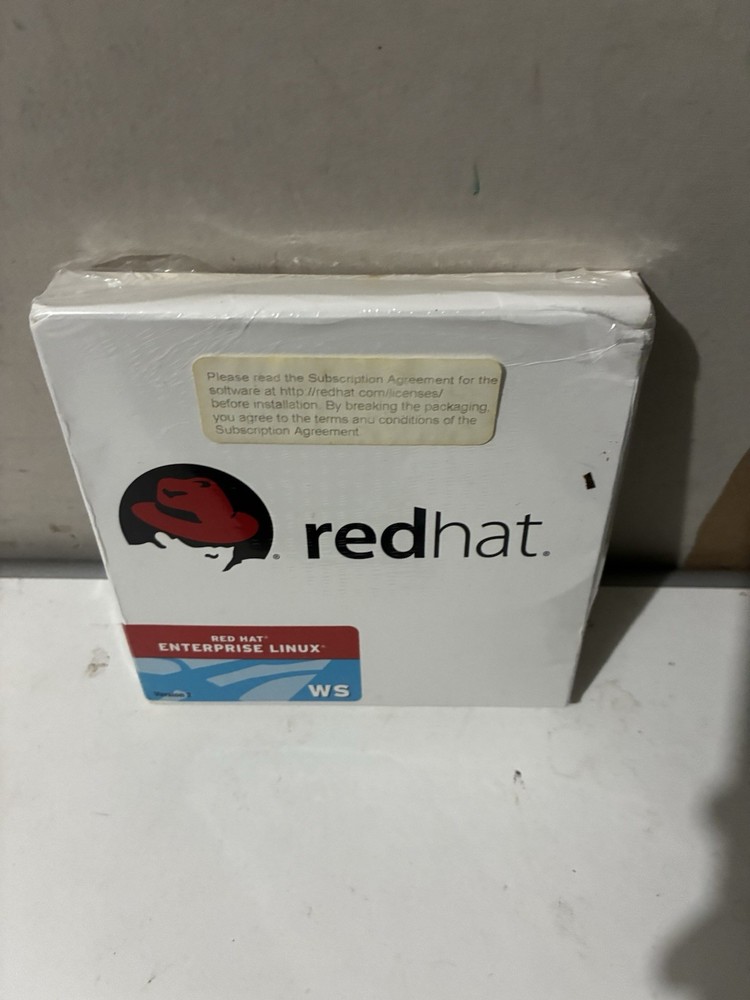 Please read the Subscription Agreement for the
software at http://redhat.com/licenses/
before installation. By breaking the packaging,
you agree to the terms and conditions of the
Subscription Agreement.
redhat.
RED HAT®
ENTERPRISE LINUX®
WS
Version